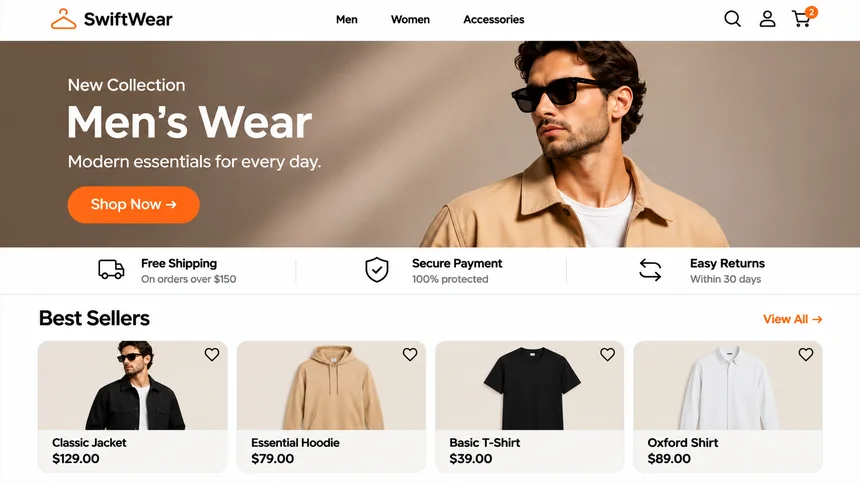 SwiftWear
Men
Women
Accessories
2
New Collection
Men's Wear
Modern essentials for every day.
Shop Now →
Free Shipping
On orders over $150
Secure Payment
100% protected
Easy Returns
Within 30 days
Best Sellers
View All →
Classic Jacket
$129.00
Essential Hoodie
$79.00
Basic T-Shirt
$39.00
Oxford Shirt
$89.00